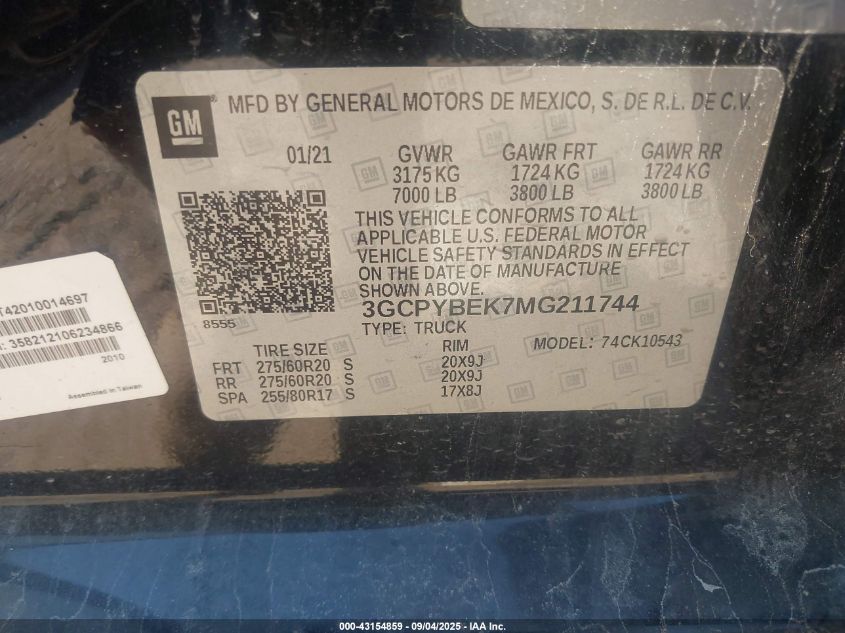 GM
MFD BY GENERAL MOTORS DE MEXICO, S. DE R.L. DE C.V.
01/21 GVWR GAWR FRT GAWR RR
3175 KG 1724 KG 1724 KG
7000 LB 3800 LB 3800 LB
THIS VEHICLE CONFORMS TO ALL
APPLICABLE U.S. FEDERAL MOTOR
VEHICLE SAFETY STANDARDS IN EFFECT
ON THE DATE OF MANUFACTURE
SHOWN ABOVE.
8555
3GCPYBEK7MG211744
TYPE: TRUCK MODEL: 74CK10543
TIRE SIZE RIM
FRT 275/60R20 S 20X9J
RR 275/60R20 S 20X9J
SPA 255/80R17 S 17X8J
T42010014697
: 358212106234866
2010
Assembled in Taiwan
000-43154859 - 09/04/2025 - IAA Inc.